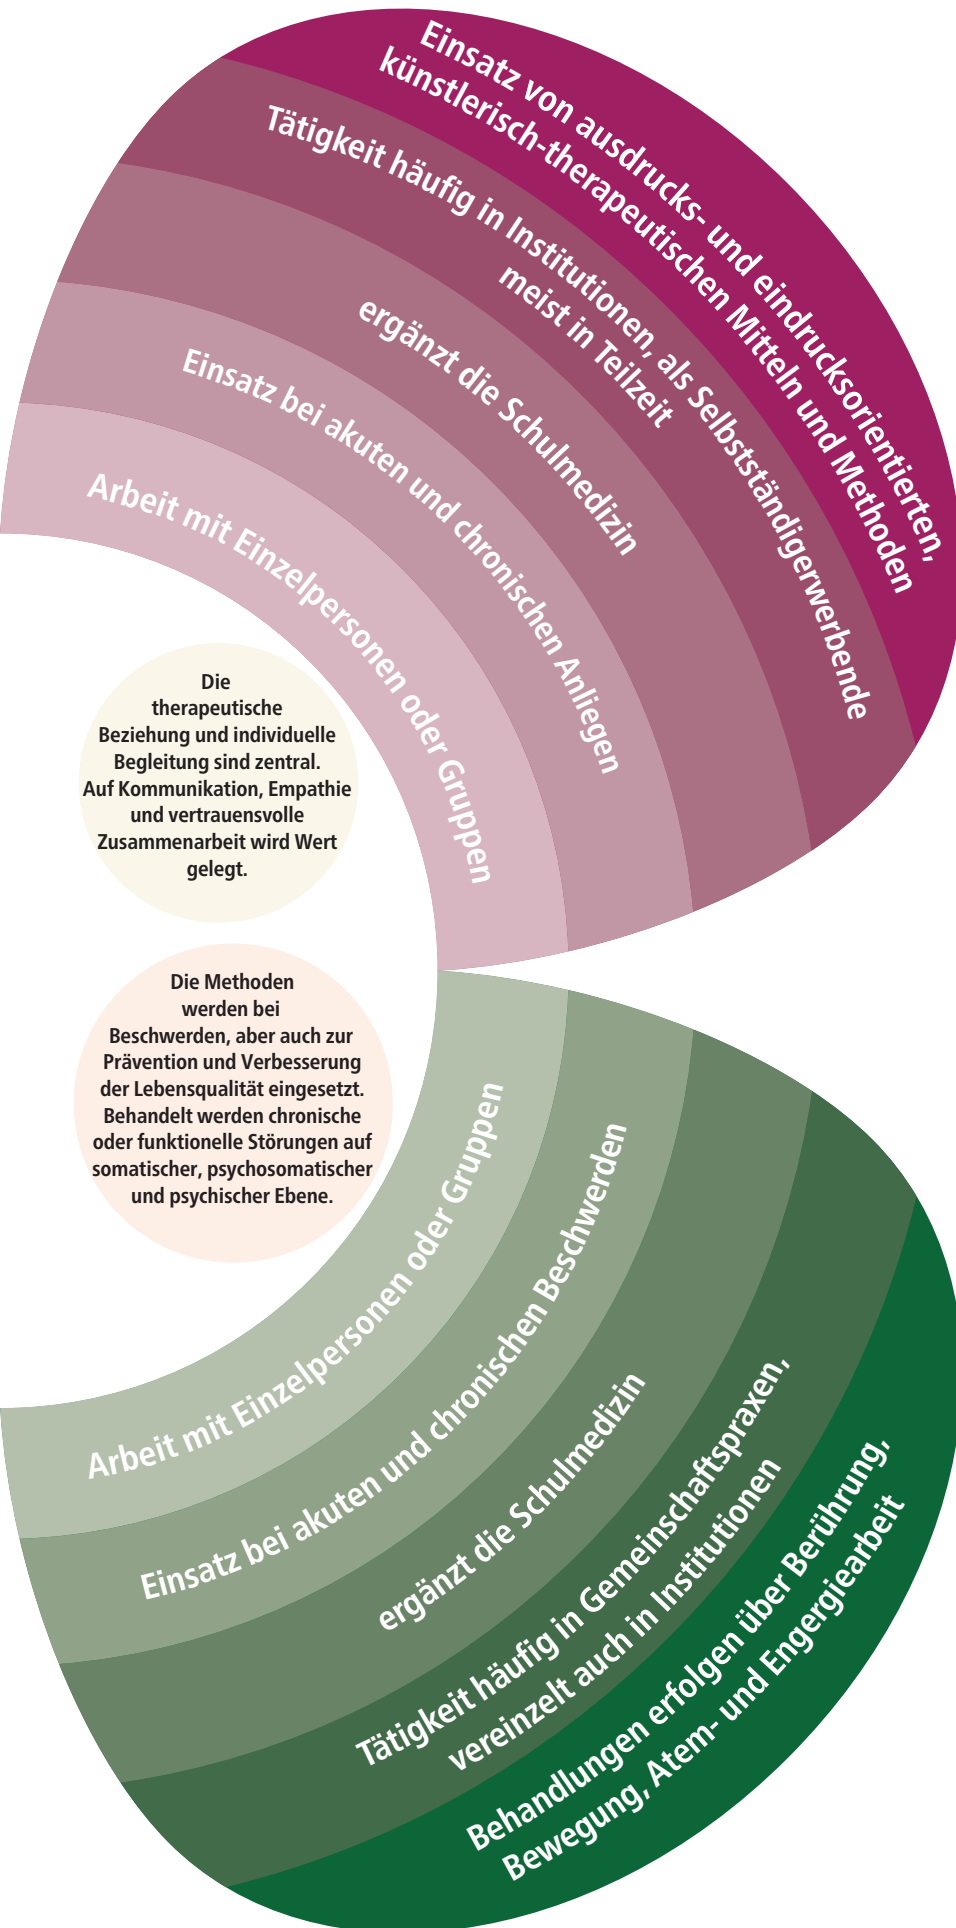 Einsatz von ausdrucks- und eindrucksorientierten,
künstlerisch-therapeutischen Mitteln und Methoden
Tätigkeit häufig in Institutionen, als Selbstständigerwerbende
meist in Teilzeit
ergänzt die Schulmedizin
Einsatz bei akuten und chronischen Anliegen
Arbeit mit Einzelpersonen oder Gruppen
Die
therapeutische
Beziehung und individuelle
Begleitung sind zentral.
Auf Kommunikation, Empathie
und vertrauensvolle
Zusammenarbeit wird Wert
gelegt.
Die Methoden
werden bei
Beschwerden, aber auch zur
Prävention und Verbesserung
der Lebensqualität eingesetzt.
Behandelt werden chronische
oder funktionelle Störungen auf
somatischer, psychosomatischer
und psychischer Ebene.
Arbeit mit Einzelpersonen oder Gruppen
Einsatz bei akuten und chronischen Beschwerden
ergänzt die Schulmedizin
Tätigkeit häufig in Gemeinschaftspraxen,
vereinzelt auch in Institutionen
Behandlungen erfolgen über Berührung,
Bewegung, Atem- und Engergiearbeit